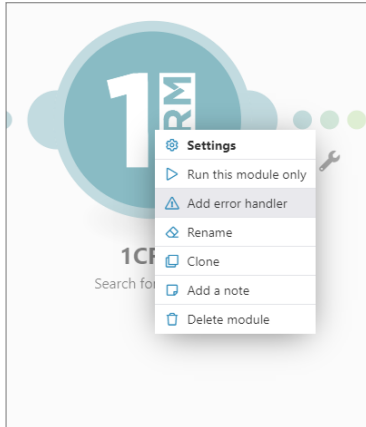 1
RM
Settings
Run this module only
Add error handler
Rename
1CF
Clone
Search fo
Add a note
Delete module